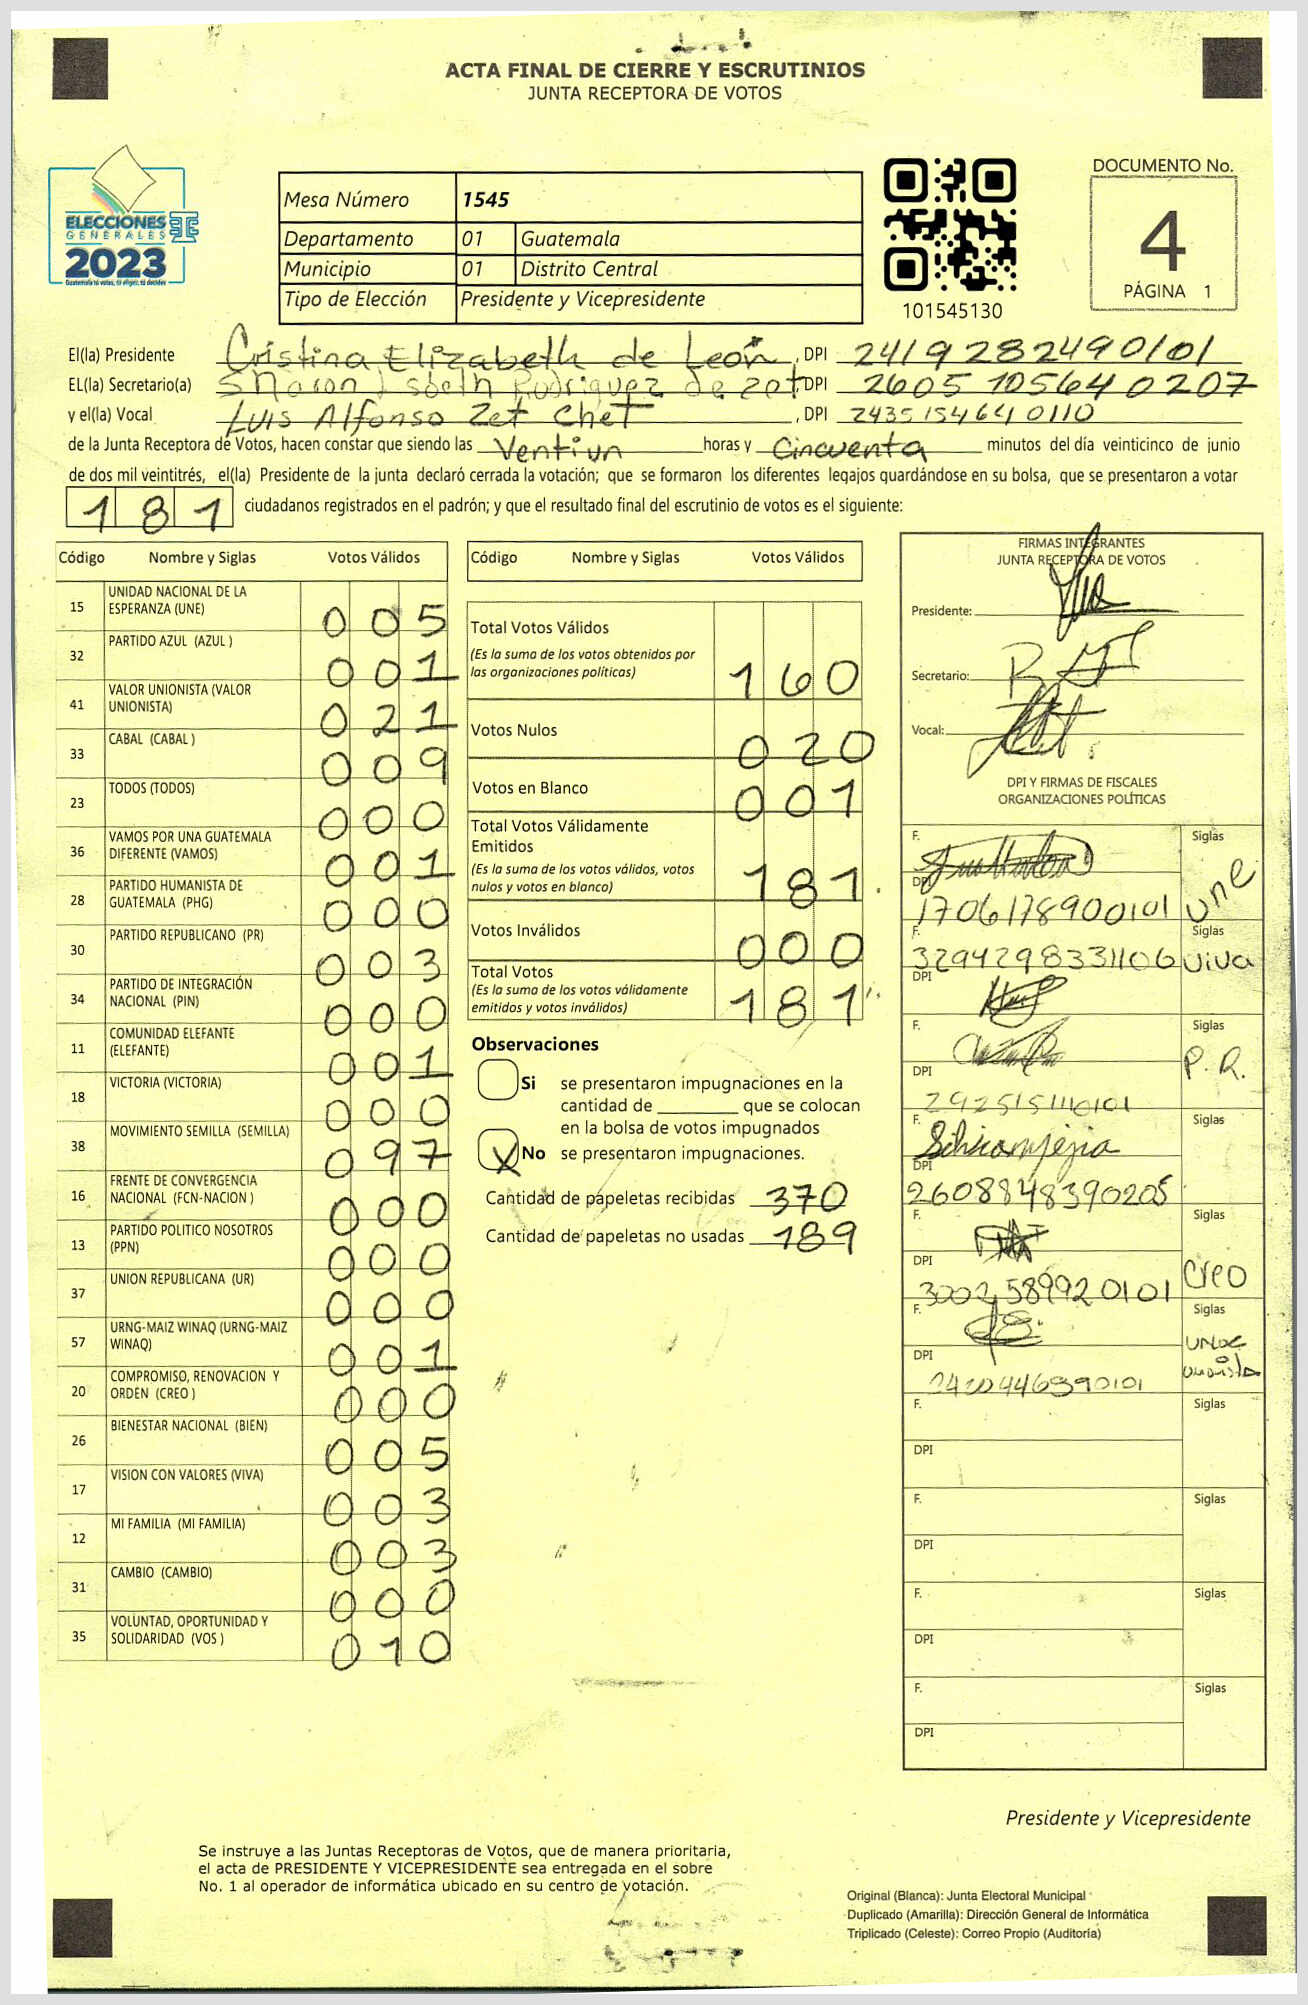 ACTA FINAL DE CIERRE Y ESCRUTINIOS
JUNTA RECEPTORA DE VOTOS
ELECCIONES
GENERALES
2023
Guatemala tú votas, tú eliges, tú decides
Mesa Número 1545
Departamento 01 Guatemala
Municipio 01 Distrito Central
Tipo de Elección Presidente y Vicepresidente
101545130
DOCUMENTO No.
4
PÁGINA 1
El(la) Presidente Cristina Elizabeth de León, DPI 2419282490101
EL(la) Secretario(a) Sharon Lisbeth Rodriguez de Zet, DPI 2605105640207
y el(la) Vocal Luis Alfonso Zet Chet, DPI 2435154640110
de la Junta Receptora de Votos, hacen constar que siendo las Ventiun horas y Cincuenta minutos del día veinticinco de junio
de dos mil veintitrés, el(la) Presidente de la junta declaró cerrada la votación; que se formaron los diferentes legajos quardándose en su bolsa, que se presentaron a votar
181 ciudadanos registrados en el padrón; y que el resultado final del escrutinio de votos es el siguiente:
Código Nombre y Siglas Votos Válidos
15 UNIDAD NACIONAL DE LA ESPERANZA (UNE) 005
32 PARTIDO AZUL (AZUL ) 001
41 VALOR UNIONISTA (VALOR UNIONISTA) 021
33 CABAL (CABAL ) 009
23 TODOS (TODOS) 000
36 VAMOS POR UNA GUATEMALA DIFERENTE (VAMOS) 001
28 PARTIDO HUMANISTA DE GUATEMALA (PHG) 000
30 PARTIDO REPUBLICANO (PR) 003
34 PARTIDO DE INTEGRACIÓN NACIONAL (PIN) 000
11 COMUNIDAD ELEFANTE (ELEFANTE) 001
18 VICTORIA (VICTORIA) 000
38 MOVIMIENTO SEMILLA (SEMILLA) 097
16 FRENTE DE CONVERGENCIA NACIONAL (FCN-NACION ) 000
13 PARTIDO POLITICO NOSOTROS (PPN) 000
37 UNION REPUBLICANA (UR) 000
57 URNG-MAIZ WINAQ (URNG-MAIZ WINAQ) 001
20 COMPROMISO, RENOVACION Y ORDEN (CREO ) 000
26 BIENESTAR NACIONAL (BIEN) 005
17 VISION CON VALORES (VIVA) 003
12 MI FAMILIA (MI FAMILIA) 003
31 CAMBIO (CAMBIO) 000
35 VOLUNTAD, OPORTUNIDAD Y SOLIDARIDAD (VOS ) 010
Código Nombre y Siglas Votos Válidos
Total Votos Válidos
(Es la suma de los votos obtenidos por
las organizaciones políticas) 160
Votos Nulos 020
Votos en Blanco 001
Total Votos Válidamente
Emitidos
(Es la suma de los votos válidos, votos
nulos y votos en blanco) 181
Votos Inválidos 000
Total Votos
(Es la suma de los votos válidamente
emitidos y votos inválidos) 181
Observaciones
Si se presentaron impugnaciones en la
cantidad de ________ que se colocan
en la bolsa de votos impugnados
X No se presentaron impugnaciones.
Cantidad de papeletas recibidas 370
Cantidad de papeletas no usadas 189
FIRMAS INTEGRANTES
JUNTA RECEPTORA DE VOTOS
Presidente:
Secretario:
Vocal:
DPI Y FIRMAS DE FISCALES
ORGANIZACIONES POLÍTICAS
F. Siglas
DPI 1706178900101 une
F. Siglas
3294298331106 viva
DPI
F. Siglas
DPI P. R.
2925151110101
F. Siglas
DPI
2608848390205
F. Siglas
DPI Creo
3002589920101
F. Siglas
DPI
F. Siglas
DPI
F. Siglas
DPI
F. Siglas
DPI
F. Siglas
DPI
Presidente y Vicepresidente
Se instruye a las Juntas Receptoras de Votos, que de manera prioritaria,
el acta de PRESIDENTE Y VICEPRESIDENTE sea entregada en el sobre
No. 1 al operador de informática ubicado en su centro de votación.
Original (Blanca): Junta Electoral Municipal
Duplicado (Amarilla): Dirección General de Informática
Triplicado (Celeste): Correo Propio (Auditoría)